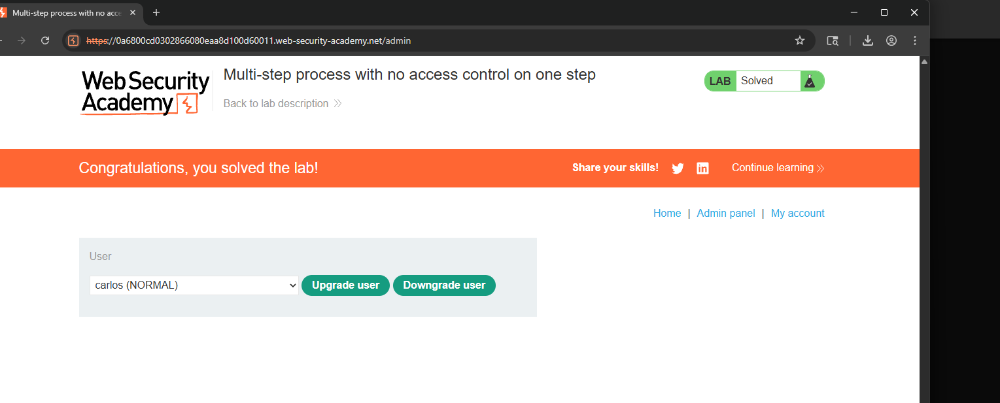 Multi-step process with no acce
https://0a6800cd0302866080eaa8d100d60011.web-security-academy.net/admin
Web Security
Academy
Multi-step process with no access control on one step
Back to lab description
LAB Solved
Congratulations, you solved the lab!
Share your skills!
Continue learning
Home | Admin panel | My account
User
carlos (NORMAL)
Upgrade user
Downgrade user